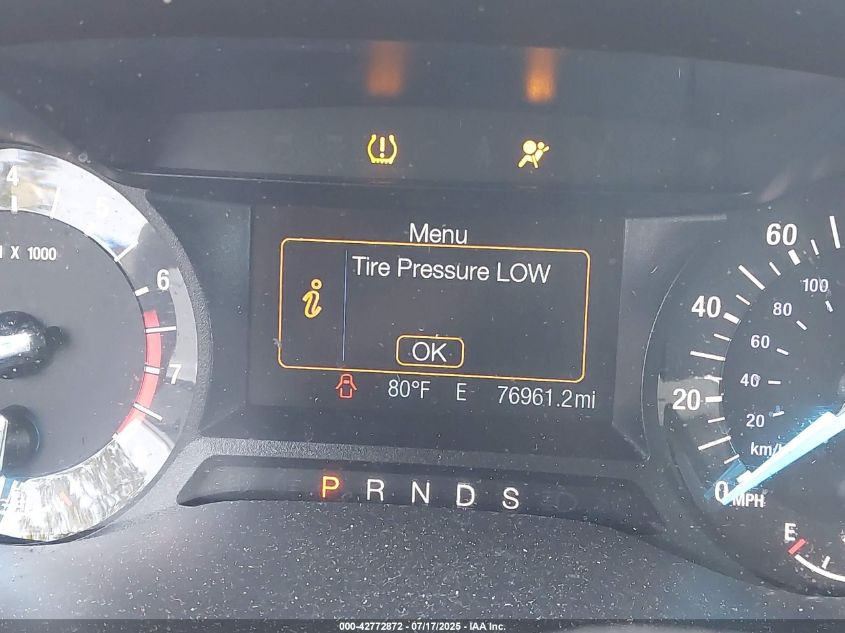 Menu
Tire Pressure LOW
i
OK
80°F E 76961.2mi
P R N D S
4
5
6
7
X 1000
60
40
20
0
MPH
100
80
60
40
20
km/
E
000-42772872 - 07/17/2025 - IAA Inc.